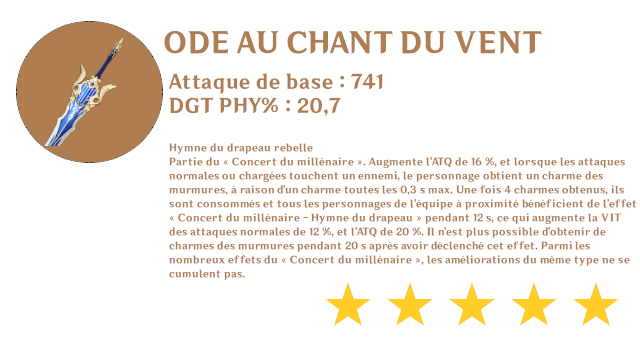 ODE AU CHANT DU VENT
Attaque de base : 741
DGT PHY% : 20,7
Hymne du drapeau rebelle
Partie du « Concert du millénaire ». Augmente l'ATQ de 16 %, et lorsque les attaques
normales ou chargées touchent un ennemi, le personnage obtient un charme des
murmures, à raison d'un charme toutes les 0,3 s max. Une fois 4 charmes obtenus, ils
sont consommés et tous les personnages de l'équipe à proximité bénéficient de l'effet
« Concert du millénaire - Hymne du drapeau » pendant 12 s, ce qui augmente la VIT
des attaques normales de 12 %, et l'ATQ de 20 %. Il n'est plus possible d'obtenir de
charmes des murmures pendant 20 s après avoir déclenché cet effet. Parmi les
nombreux effets du « Concert du millénaire », les améliorations du même type ne se
cumulent pas.